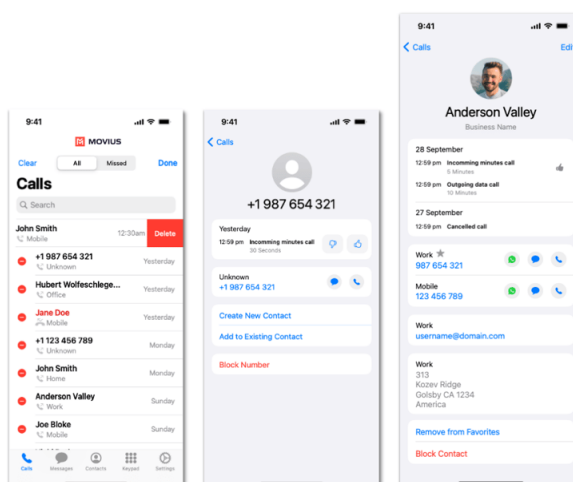 9:41
MOVIUS
Clear
All
Missed
Done
Calls
Search
John Smith
Mobile
12:30am
Delete
+1 987 654 321
Unknown
Yesterday
Hubert Wolfeschlege...
Office
Yesterday
Jane Doe
Mobile
Yesterday
+1 123 456 789
Unknown
Monday
John Smith
Home
Monday
Anderson Valley
Work
Sunday
Joe Bloke
Mobile
Sunday
Calls
Messages
Contacts
Keypad
Settings
9:41
Calls
+1 987 654 321
Yesterday
12:59 pm Incomming minutes call
30 Seconds
Unknown
+1 987 654 321
Create New Contact
Add to Existing Contact
Block Number
9:41
Calls
Edi
Anderson Valley
Business Name
28 September
12:59 pm Incomming minutes call
5 Minutes
12:59 pm Outgoing data call
10 Minutes
27 September
12:59 pm Cancelled call
Work
987 654 321
Mobile
123 456 789
Work
username@domain.com
Work
313
Kozev Ridge
Golsby CA 1234
America
Remove from Favorites
Block Contact